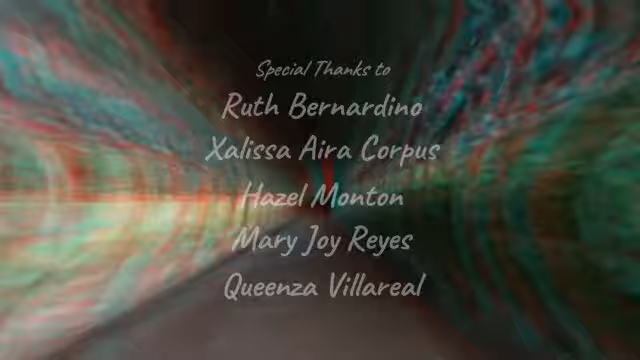 Special Thanks to
Ruth Bernardino
Xalissa Aira Corpus
Hazel Monton
Mary Joy Reyes
Queenza Villareal